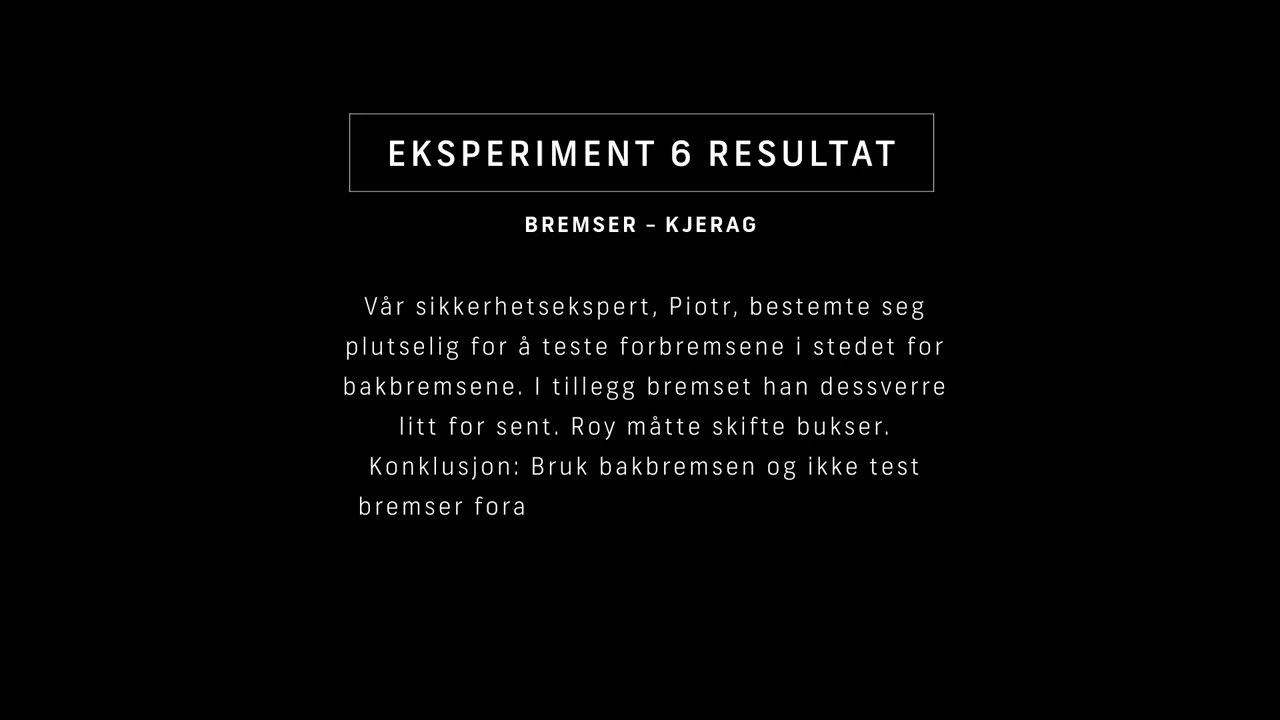 EKSPERIMENT 6 RESULTAT
BREMSER – KJERAG
Vår sikkerhetsekspert, Piotr, bestemte seg
plutselig for å teste forbremsene i stedet for
bakbremsene. I tillegg bremset han dessverre
litt for sent. Roy måtte skifte bukser.
Konklusjon: Bruk bakbremsen og ikke test
bremser fora